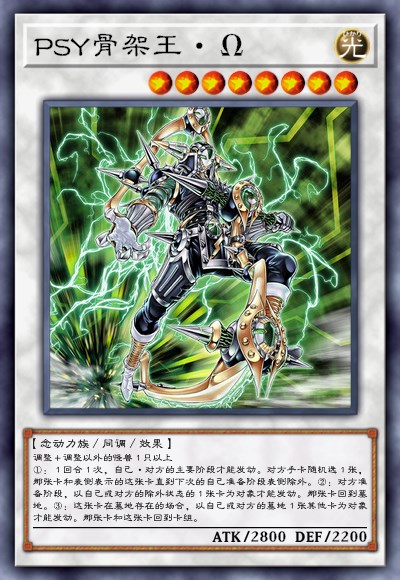 PSY骨架王・Ω
光
【念动力族／同调／效果】
调整＋调整以外的怪兽1只以上
①：1回合1次，自己・对方的主要阶段才能发动。对方手卡随机选1张，
那张卡和表侧表示的这张卡直到下次的自己准备阶段表侧除外。②：对方准
备阶段，以自己或对方的除外状态的1张卡为对象才能发动。那张卡回到墓
地。③：这张卡在墓地存在的场合，以自己或对方的墓地1张其他卡为对
象才能发动。那张卡和这张卡回到卡组。
ATK/2800 DEF/2200